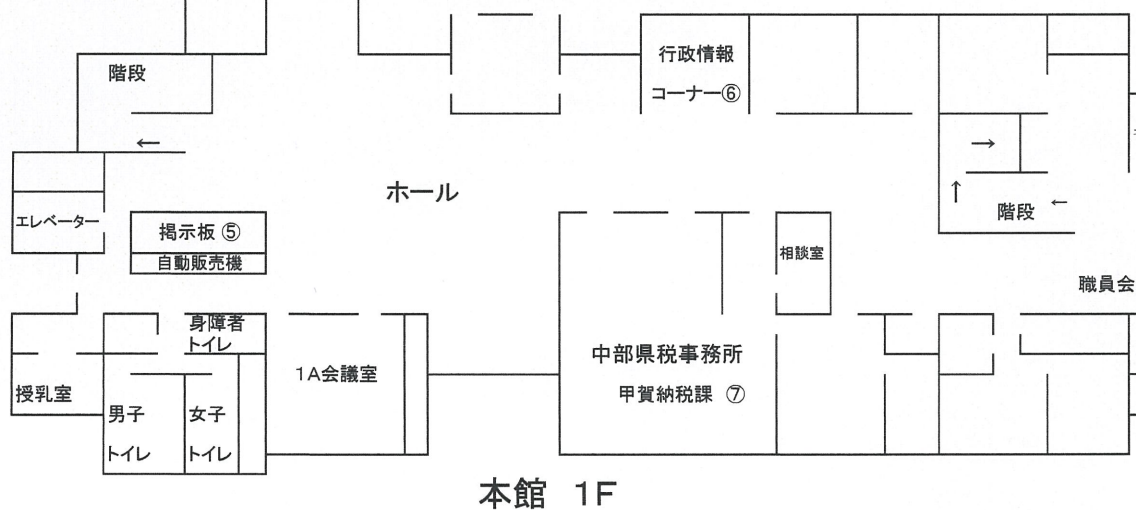 階段
行政情報
コーナー⑥
←
→
ホール
↑
階段
←
エレベーター
掲示板 ⑤
自動販売機
相談室
職員会
身障者
トイレ
中部県税事務所
1A会議室
授乳室
甲賀納税課 ⑦
男子
トイレ
女子
トイレ
本館 1F